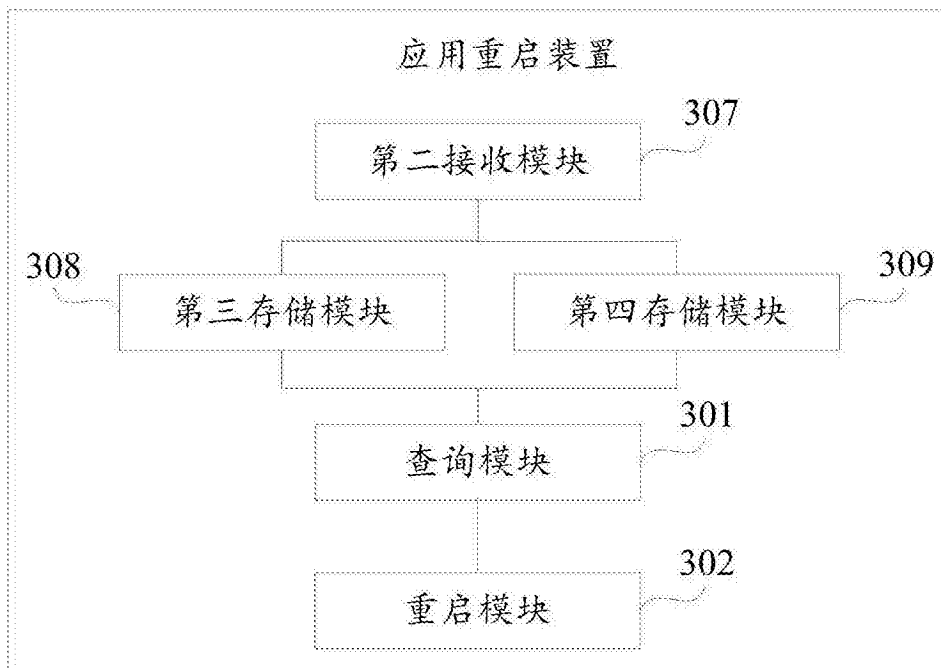 应用重启装置
307
第二接收模块
308
309
第三存储模块
第四存储模块
301
查询模块
302
重启模块